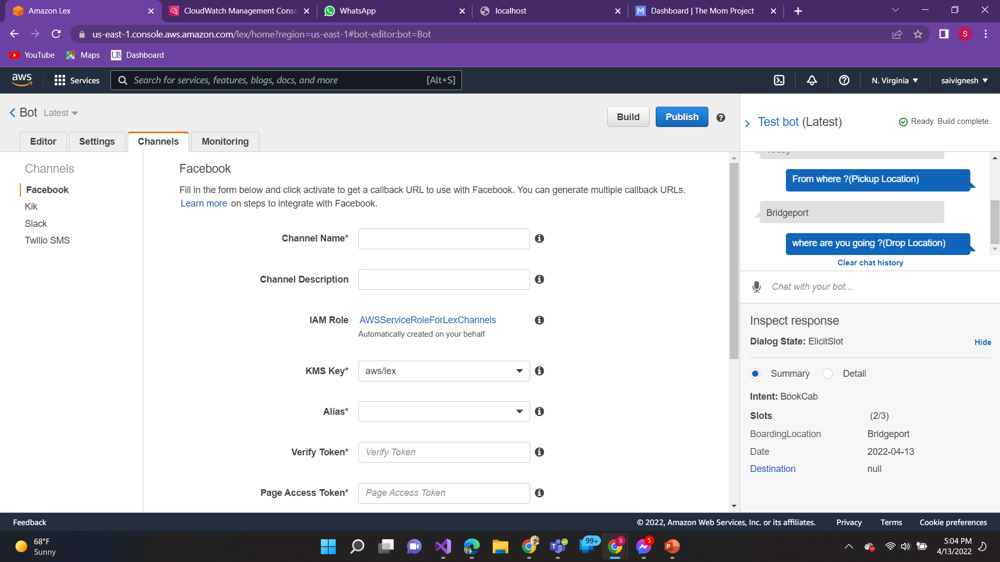 Amazon Lex
CloudWatch Management Conso
WhatsApp
localhost
M Dashboard | The Mom Project
us-east-1.console.aws.amazon.com/lex/home?region=us-east-1#bot-editor:bot=Bot
S
YouTube
Maps
UB Dashboard
aws
Services
Search for services, features, blogs, docs, and more
[Alt+S]
N. Virginia
saivignesh
Bot
Latest
Build
Publish
Editor
Settings
Channels
Monitoring
Channels
Facebook
Kik
Slack
Twilio SMS
Facebook
Fill in the form below and click activate to get a callback URL to use with Facebook. You can generate multiple callback URLs.
Learn more on steps to integrate with Facebook.
Channel Name*
Channel Description
IAM Role
AWSServiceRoleForLexChannels
Automatically created on your behalf
KMS Key*
aws/lex
Alias*
Verify Token*
Verify Token
Page Access Token*
Page Access Token
Test bot (Latest)
Ready. Build complete.
Today
From where ?(Pickup Location)
Bridgeport
where are you going ?(Drop Location)
Clear chat history
Chat with your bot...
Inspect response
Dialog State: ElicitSlot
Hide
Summary
Detail
Intent: BookCab
Slots (2/3)
BoardingLocation Bridgeport
Date 2022-04-13
Destination null
Feedback
© 2022, Amazon Web Services, Inc. or its affiliates.
Privacy
Terms
Cookie preferences
68°F
Sunny
99+
S
5
5:04 PM
4/13/2022